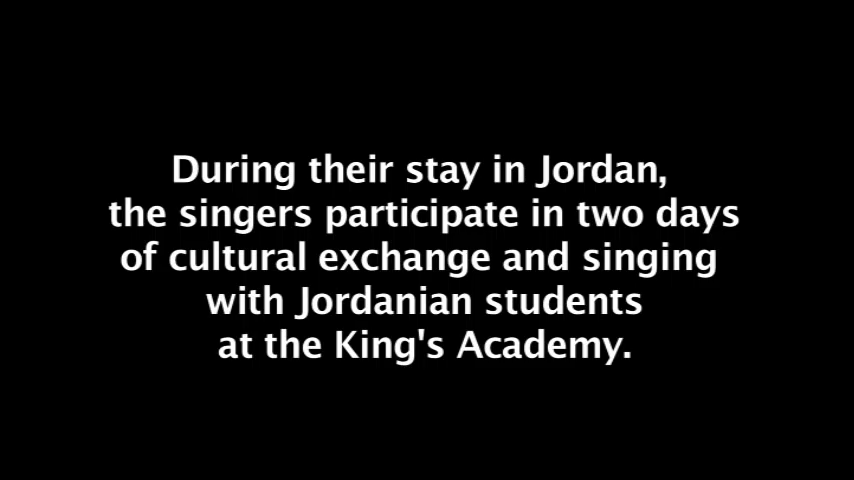 During their stay in Jordan,
the singers participate in two days
of cultural exchange and singing
with Jordanian students
at the King's Academy.